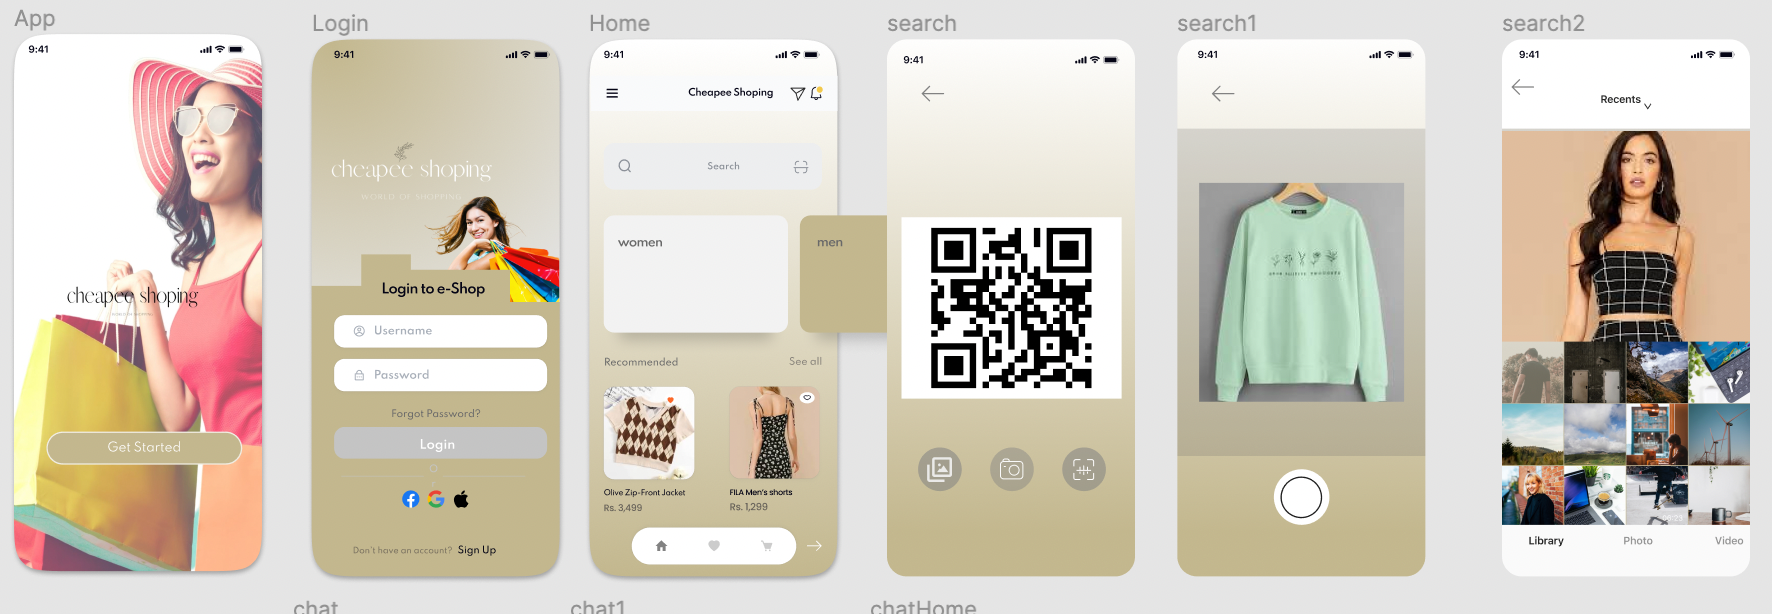 App
9:41
cheapee shoping
WORLD OF SHOPPING
Get Started
Login
9:41
cheapee shoping
WORLD OF SHOPPING
Login to e-Shop
Username
Password
Forgot Password?
Login
Don't have an account? Sign Up
Home
9:41
Cheapee Shoping
Search
women
men
Recommended
See all
Olive Zip-Front Jacket
Rs. 3,499
FILA Men's shorts
Rs. 1,299
search
9:41
search1
9:41
search2
9:41
Recents
Library
Photo
Video
chat
chat1
chatHome